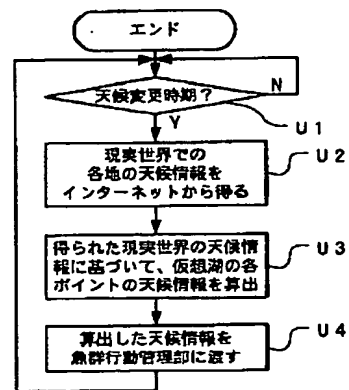 エンド
天候変更時期?
N
Y
U1
現実世界での
各地の天候情報を
インターネットから得る
U2
得られた現実世界の天候情
報に基づいて、仮想湖の各
ポイントの天候情報を算出
U3
算出した天候情報を
魚群行動管理部に渡す
U4